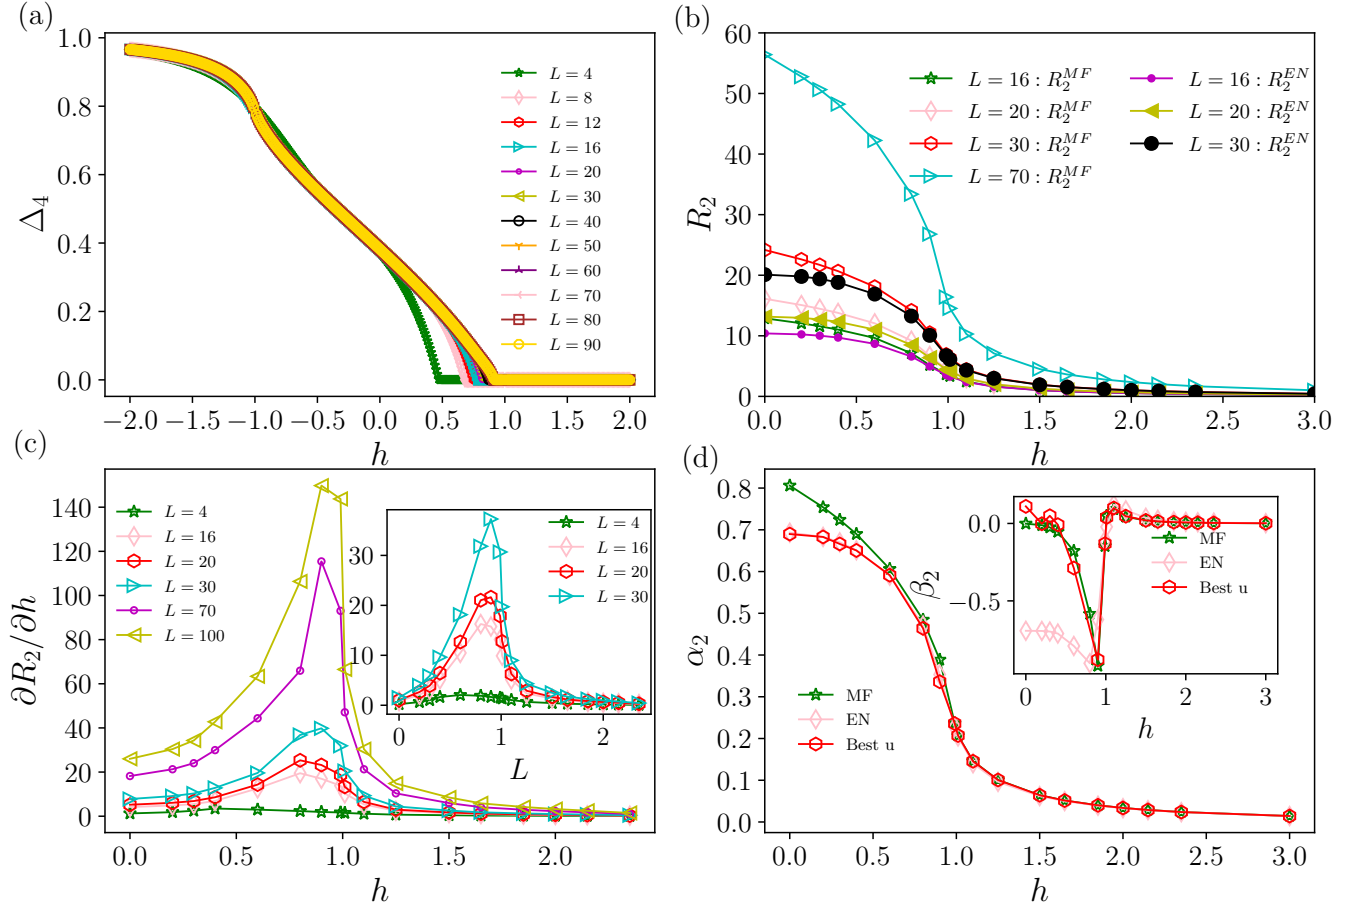 (a)
Δ₄
1.0
0.8
0.6
0.4
0.2
0.0
−2.0 −1.5 −1.0 −0.5 0.0 0.5 1.0 1.5 2.0
h
L = 4
L = 8
L = 12
L = 16
L = 20
L = 30
L = 40
L = 50
L = 60
L = 70
L = 80
L = 90
(b)
R₂
60
50
40
30
20
10
0
0.0 0.5 1.0 1.5 2.0 2.5 3.0
h
L = 16 : R₂^{MF}
L = 20 : R₂^{MF}
L = 30 : R₂^{MF}
L = 70 : R₂^{MF}
L = 16 : R₂^{EN}
L = 20 : R₂^{EN}
L = 30 : R₂^{EN}
(c)
∂R₂/∂h
140
120
100
80
60
40
20
0
0.0 0.5 1.0 1.5 2.0
h
L = 4
L = 16
L = 20
L = 30
L = 70
L = 100
30
20
10
0
0 1 2
L
L = 4
L = 16
L = 20
L = 30
(d)
α₂
0.8
0.7
0.6
0.5
0.4
0.3
0.2
0.1
0.0
0.0 0.5 1.0 1.5 2.0 2.5 3.0
h
MF
EN
Best u
β₂
0.0
−0.5
0 1 2 3
h
MF
EN
Best u